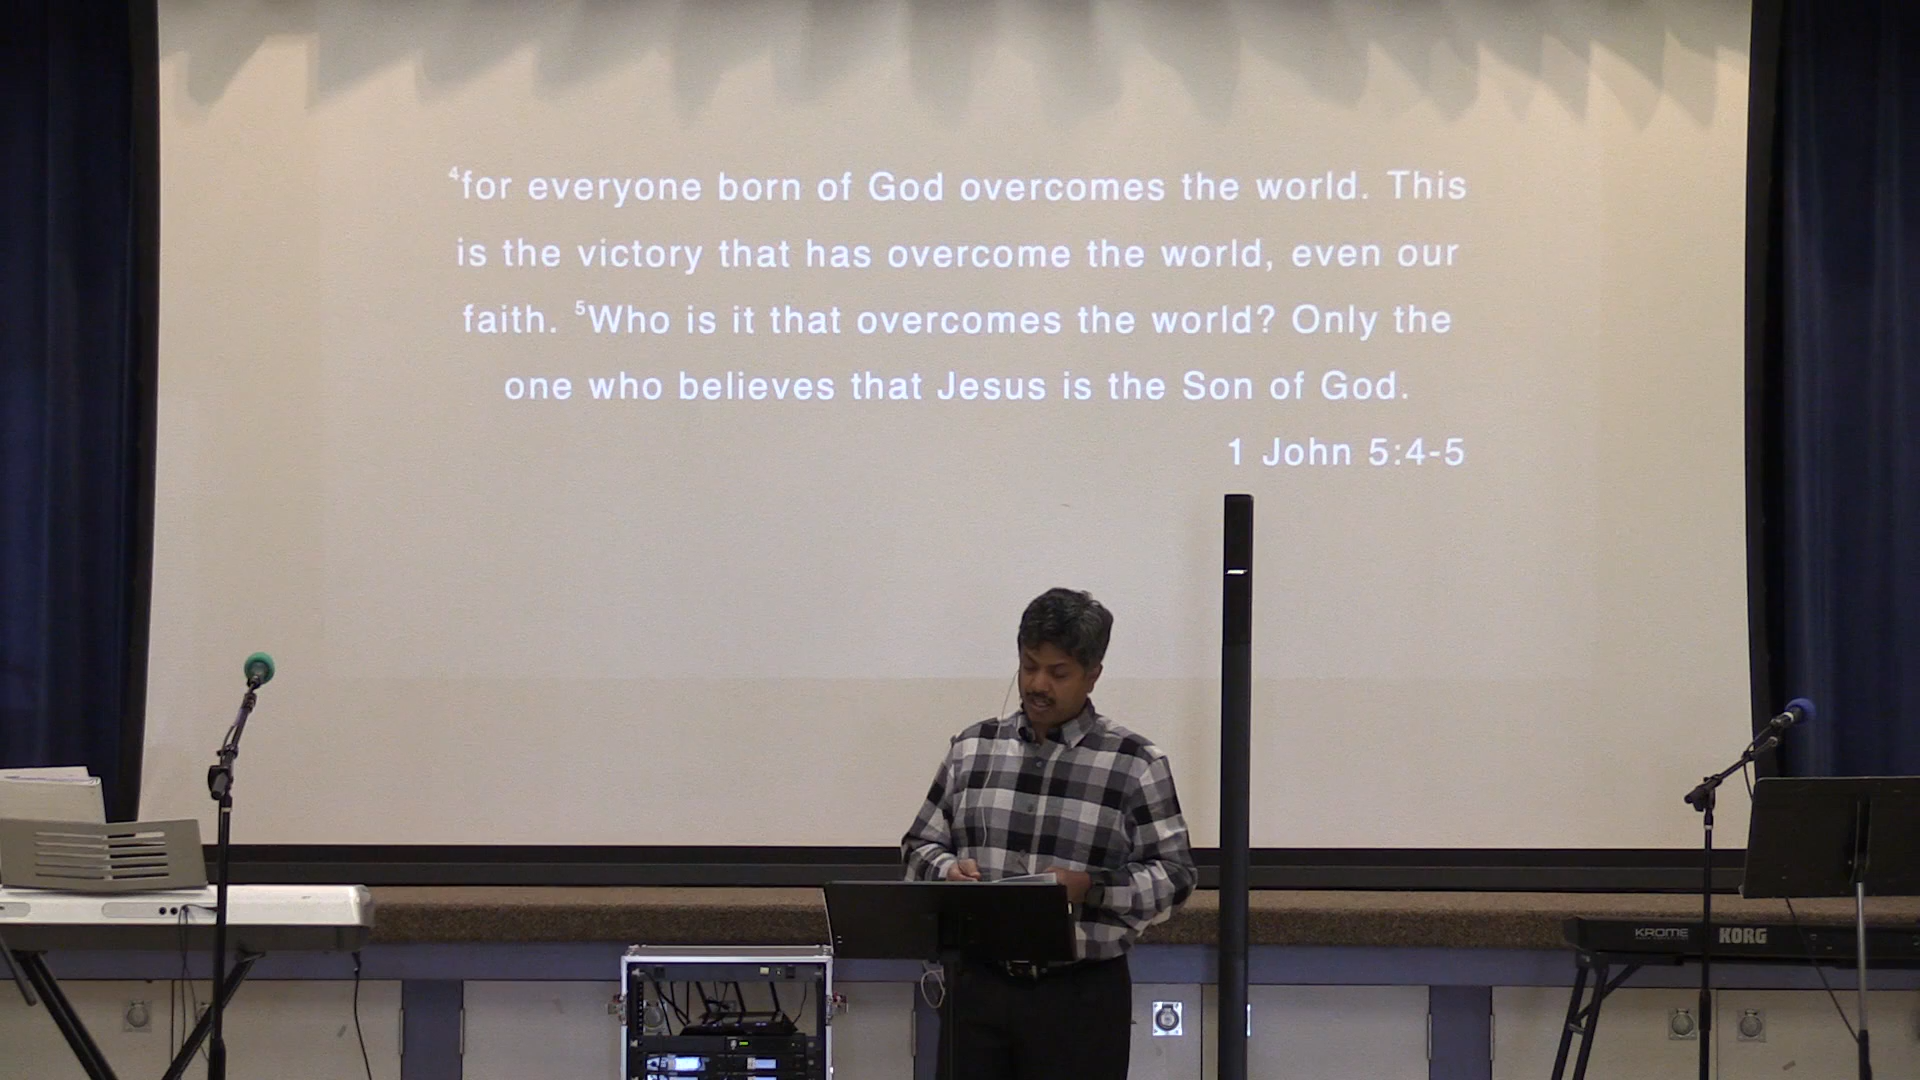 ⁴for everyone born of God overcomes the world. This
is the victory that has overcome the world, even our
faith. ⁵Who is it that overcomes the world? Only the
one who believes that Jesus is the Son of God.
1 John 5:4-5
KROME KORG